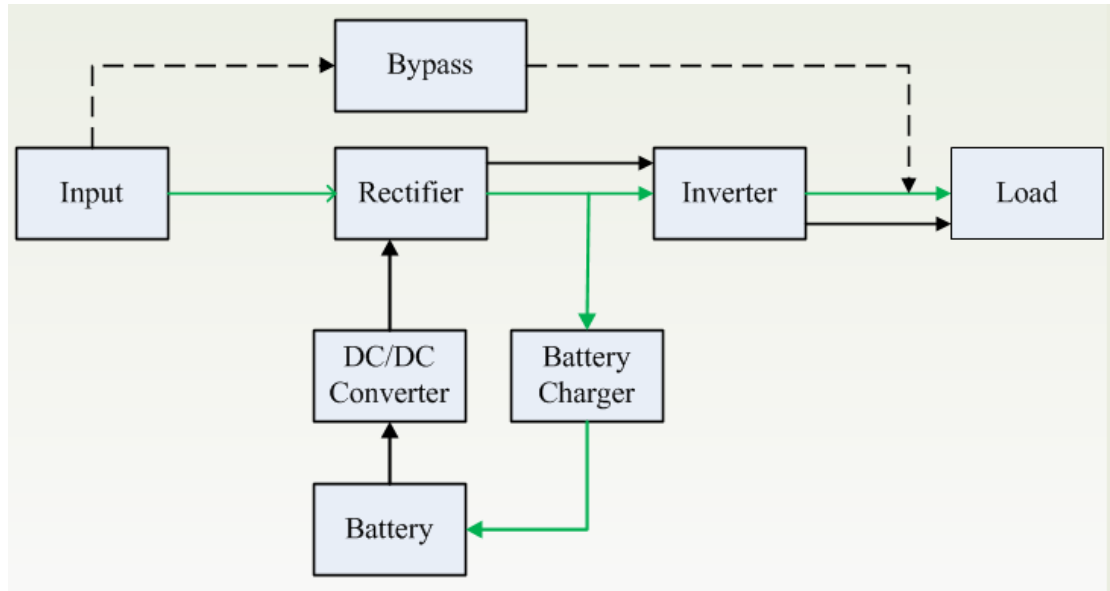 Bypass
Input
Rectifier
Inverter
Load
DC/DC
Converter
Battery
Charger
Battery